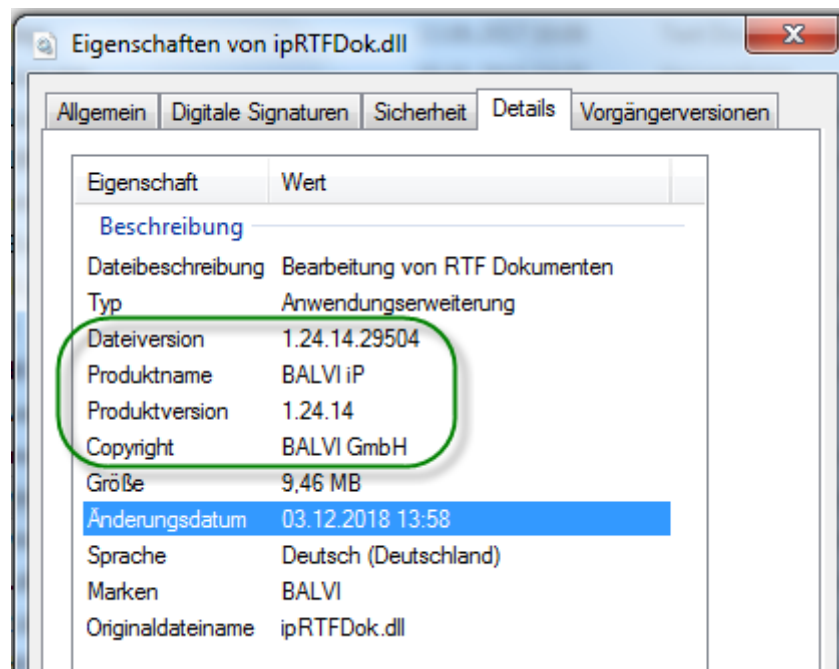 Eigenschaften von ipRTFDok.dll
Allgemein Digitale Signaturen Sicherheit Details Vorgängerversionen
Eigenschaft Wert
Beschreibung
Dateibeschreibung Bearbeitung von RTF Dokumenten
Typ Anwendungserweiterung
Dateiversion 1.24.14.29504
Produktname BALVI iP
Produktversion 1.24.14
Copyright BALVI GmbH
Größe 9,46 MB
Änderungsdatum 03.12.2018 13:58
Sprache Deutsch (Deutschland)
Marken BALVI
Originaldateiname ipRTFDok.dll